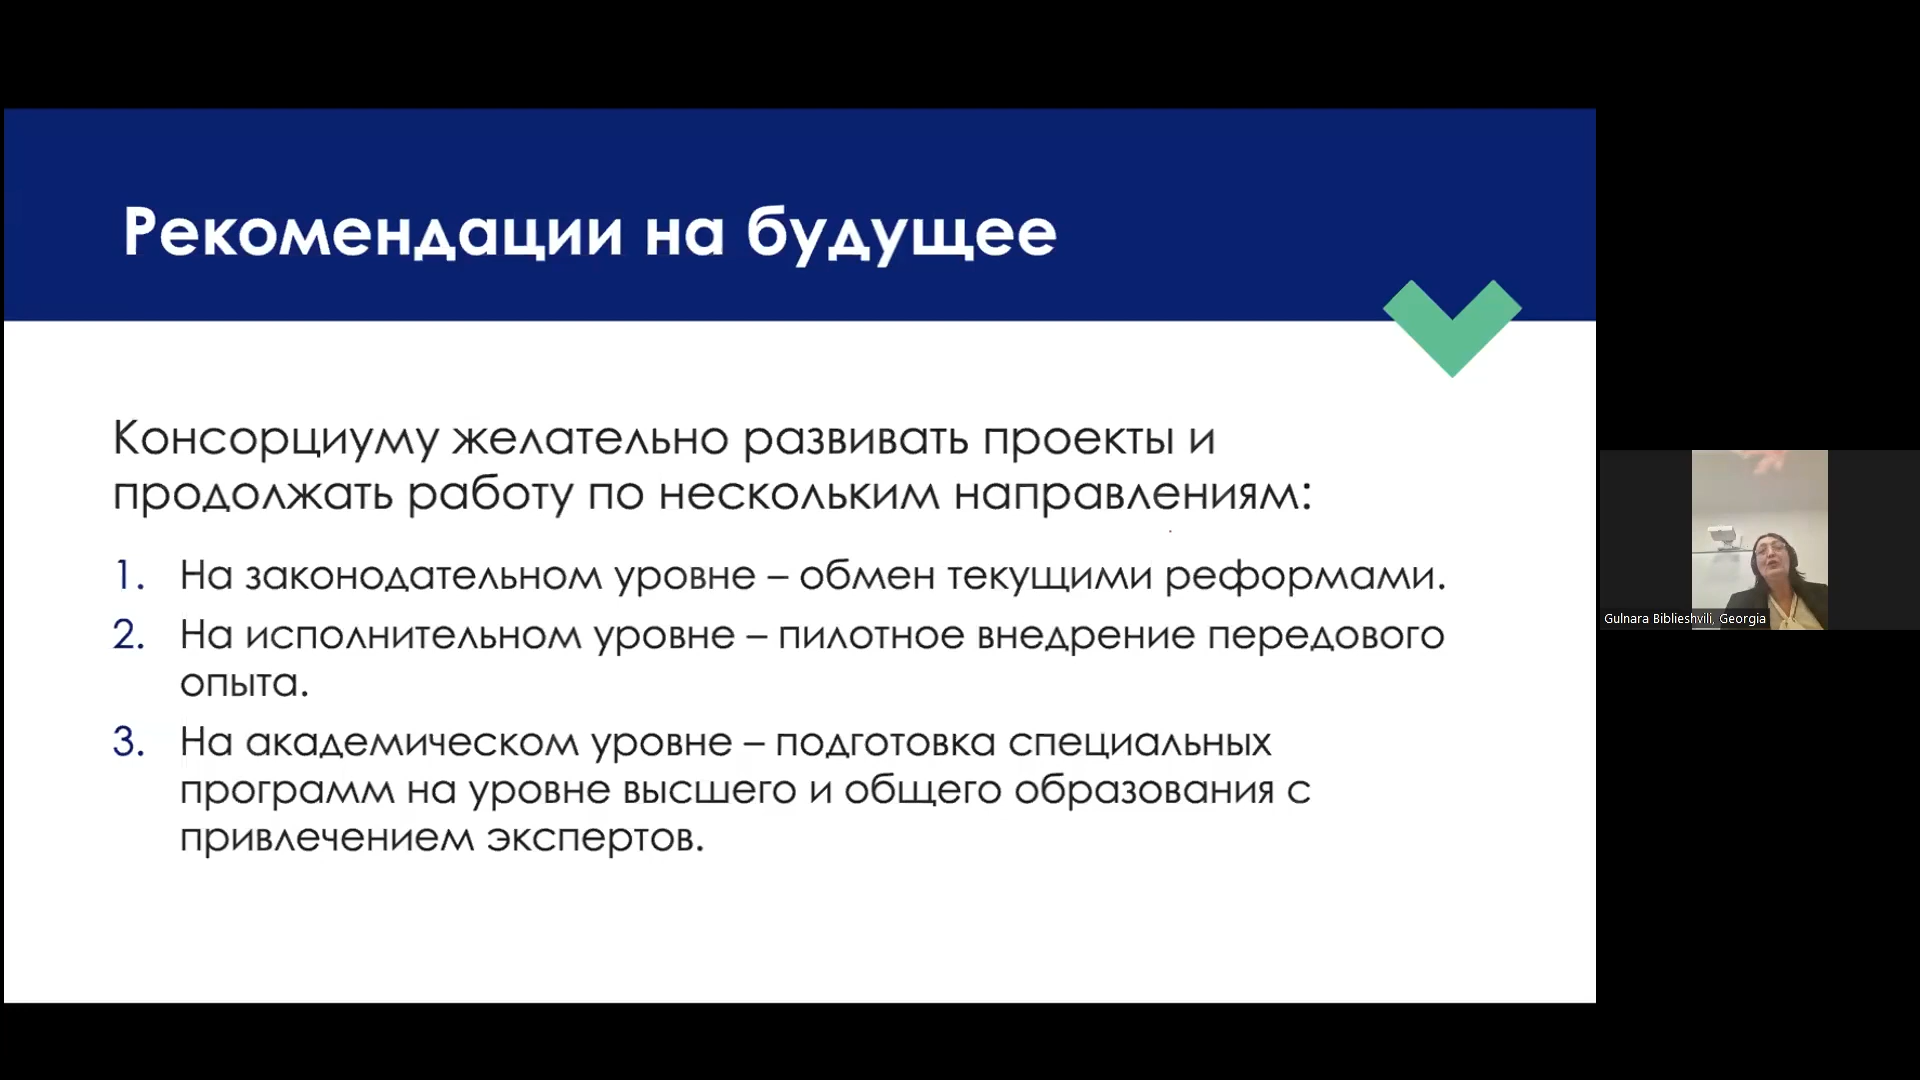 Рекомендации на будущее
Консорциуму желательно развивать проекты и
продолжать работу по нескольким направлениям:
1. На законодательном уровне – обмен текущими реформами.
2. На исполнительном уровне – пилотное внедрение передового
опыта.
3. На академическом уровне – подготовка специальных
программ на уровне высшего и общего образования с
привлечением экспертов.
Gulnara Biblieshvili, Georgia